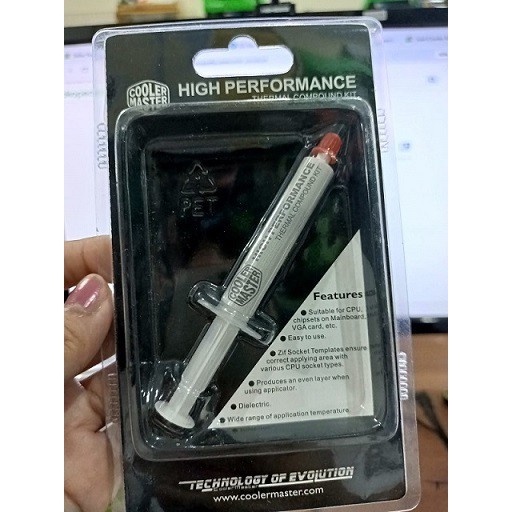 COOLER
MASTER
HIGH PERFORMANCE
THERMAL COMPOUND KIT
PET
COOLER
MASTER
HIGH PERFORMANCE
THERMAL COMPOUND KIT
Features
Suitable for CPU,
chipsets on Mainboard,
VGA card, etc.
Easy to use.
Zif Socket Templates ensure
correct applying area with
various CPU socket types.
Produces an even layer when
using applicator.
Dielectric.
Wide range of application temperature.
TECHNOLOGY OF EVOLUTION
www.coolermaster.com